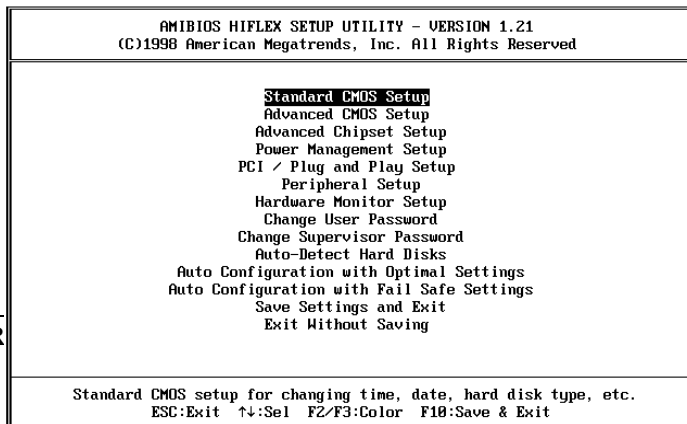 AMIBIOS HIFLEX SETUP UTILITY - VERSION 1.21
(C)1998 American Megatrends, Inc. All Rights Reserved
Standard CMOS Setup
Advanced CMOS Setup
Advanced Chipset Setup
Power Management Setup
PCI / Plug and Play Setup
Peripheral Setup
Hardware Monitor Setup
Change User Password
Change Supervisor Password
Auto-Detect Hard Disks
Auto Configuration with Optimal Settings
Auto Configuration with Fail Safe Settings
Save Settings and Exit
Exit Without Saving
R
Standard CMOS setup for changing time, date, hard disk type, etc.
ESC:Exit ↑↓:Sel F2/F3:Color F10:Save & Exit